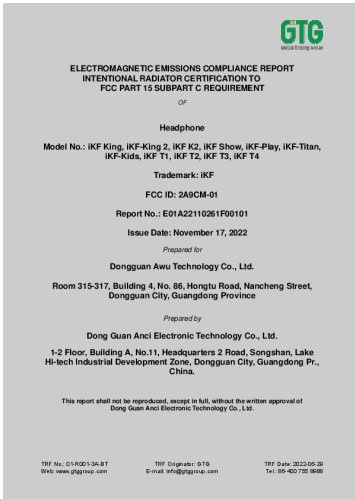 GTG
Global Testing Group
ELECTROMAGNETIC EMISSIONS COMPLIANCE REPORT
INTENTIONAL RADIATOR CERTIFICATION TO
FCC PART 15 SUBPART C REQUIREMENT
OF
Headphone
Model No.: iKF King, iKF-King 2, iKF K2, iKF Show, iKF-Play, iKF-Titan,
iKF-Kids, iKF T1, iKF T2, iKF T3, iKF T4
Trademark: iKF
FCC ID: 2A9CM-01
Report No.: E01A22110261F00101
Issue Date: November 17, 2022
Prepared for
Dongguan Awu Technology Co., Ltd.
Room 315-317, Building 4, No. 86, Hongtu Road, Nancheng Street,
Dongguan City, Guangdong Province
Prepared by
Dong Guan Anci Electronic Technology Co., Ltd.
1-2 Floor, Building A, No.11, Headquarters 2 Road, Songshan, Lake
Hi-tech Industrial Development Zone, Dongguan City, Guangdong Pr.,
China.
This report shall not be reproduced, except in full, without the written approval of
Dong Guan Anci Electronic Technology Co., Ltd.
TRF No.: 01-R001-3A-BT TRF Originator: GTG TRF Date: 2022-06-29
Web: www.gtggroup.com E-mail: info@gtggroup.com Tel.: 86-400 755 8988